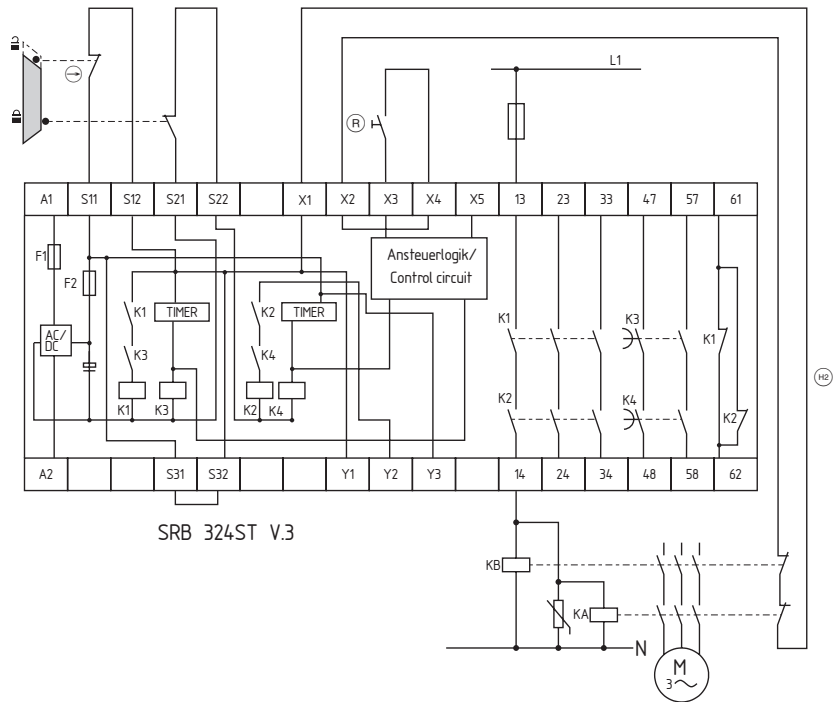 L1
R
A1 S11 S12 S21 S22 X1 X2 X3 X4 X5 13 23 33 47 57 61
F1
F2
AC/
DC
K1
TIMER
K3
K1 K3
K2
TIMER
K4
K2 K4
Ansteuerlogik/
Control circuit
K1 K3 K1
K2 K4 K2
H2
A2 S31 S32 Y1 Y2 Y3 14 24 34 48 58 62
SRB 324ST V.3
KB
KA
N
M
3~